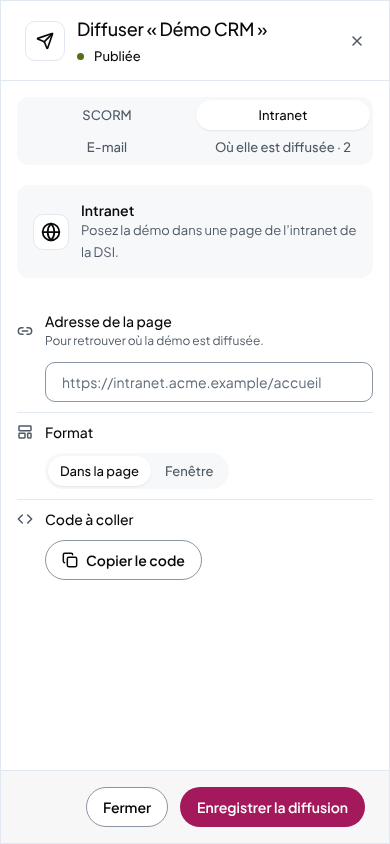 Diffuser « Démo CRM »
Publiée
SCORM
Intranet
E-mail
Où elle est diffusée · 2
Intranet
Posez la démo dans une page de l'intranet de
la DSI.
Adresse de la page
Pour retrouver où la démo est diffusée.
https://intranet.acme.example/accueil
Format
Dans la page
Fenêtre
Code à coller
Copier le code
Fermer
Enregistrer la diffusion